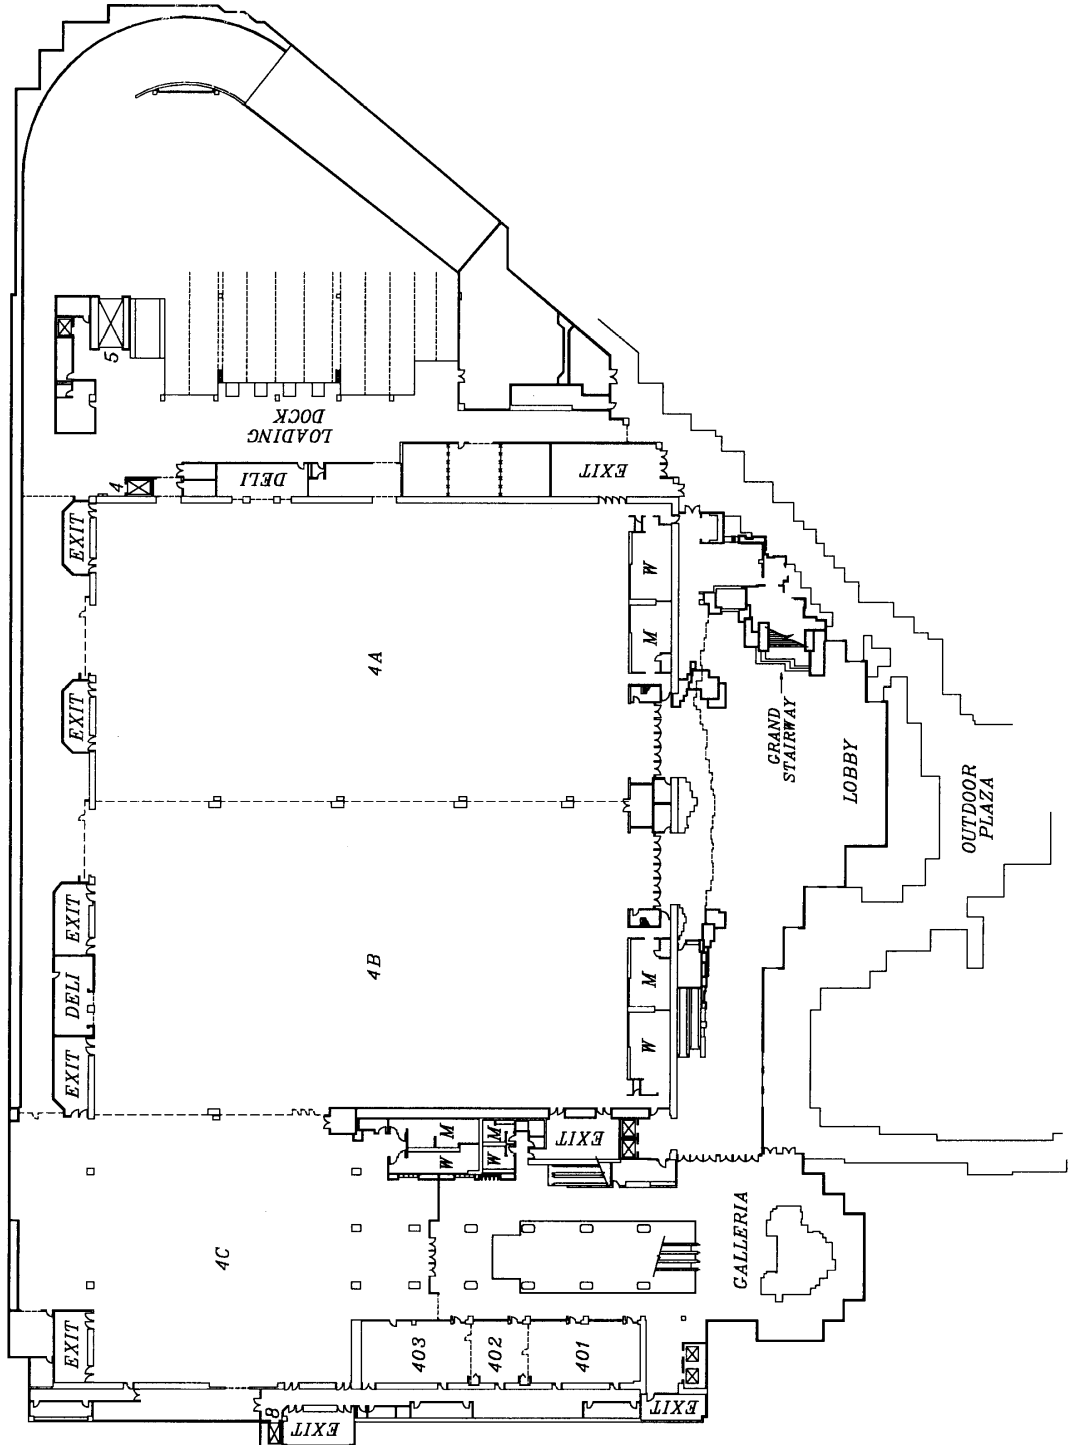 5
LOADING
DOCK
4
DELI
EXIT
EXIT
W
M
4A
EXIT
GRAND
STAIRWAY
LOBBY
OUTDOOR
PLAZA
EXIT
DELI
EXIT
4B
M
W
M
W
M
W
EXIT
4C
GALLERIA
EXIT
403
402
401
8
EXIT
EXIT